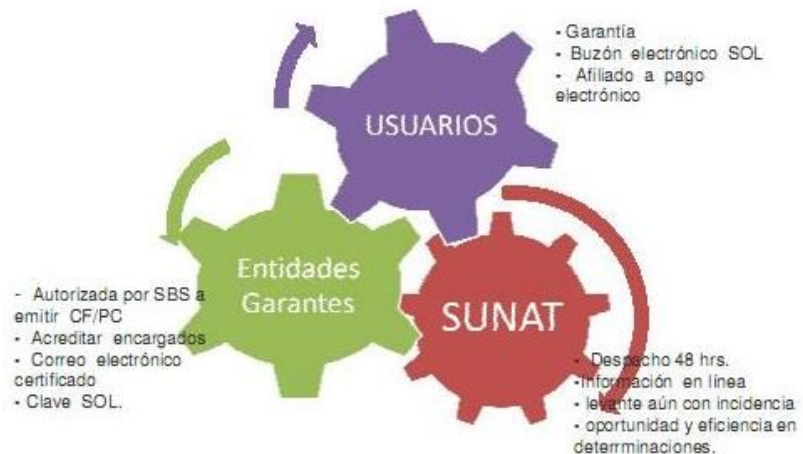 - Garantía
- Buzón electrónico SOL
- Afiliado a pago
electrónico
USUARIOS
Entidades
Garantes
SUNAT
- Autorizada por SBS a
emitir CF/PC
- Acreditar encargados
- Correo electrónico
certificado
- Clave SOL.
- Despacho 48 hrs.
-Información en línea
- levante aún con incidencia
- oportunidad y eficiencia en
deterrminaciones.